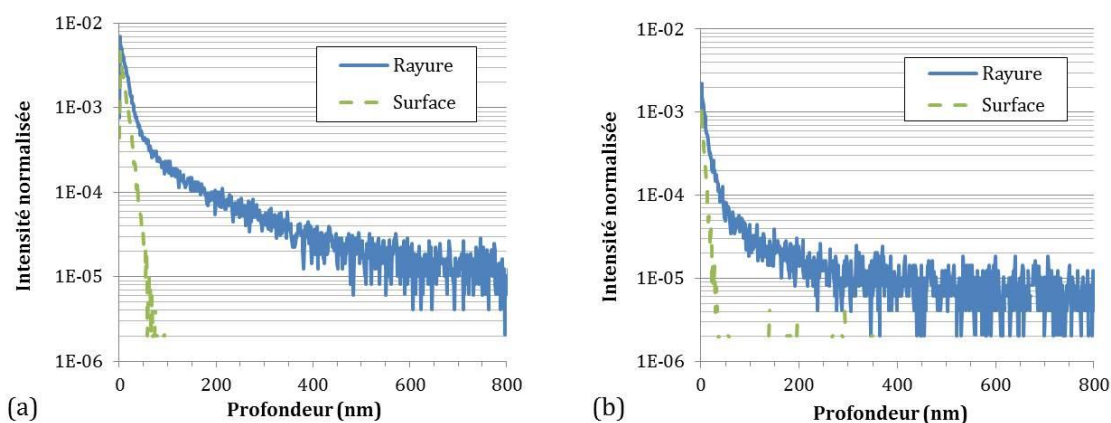 1E-02
1E-03
1E-04
1E-05
1E-06
Intensité normalisée
Rayure
Surface
0
200
400
600
800
Profondeur (nm)
(a)
1E-02
1E-03
1E-04
1E-05
1E-06
Intensité normalisée
Rayure
Surface
0
200
400
600
800
Profondeur (nm)
(b)